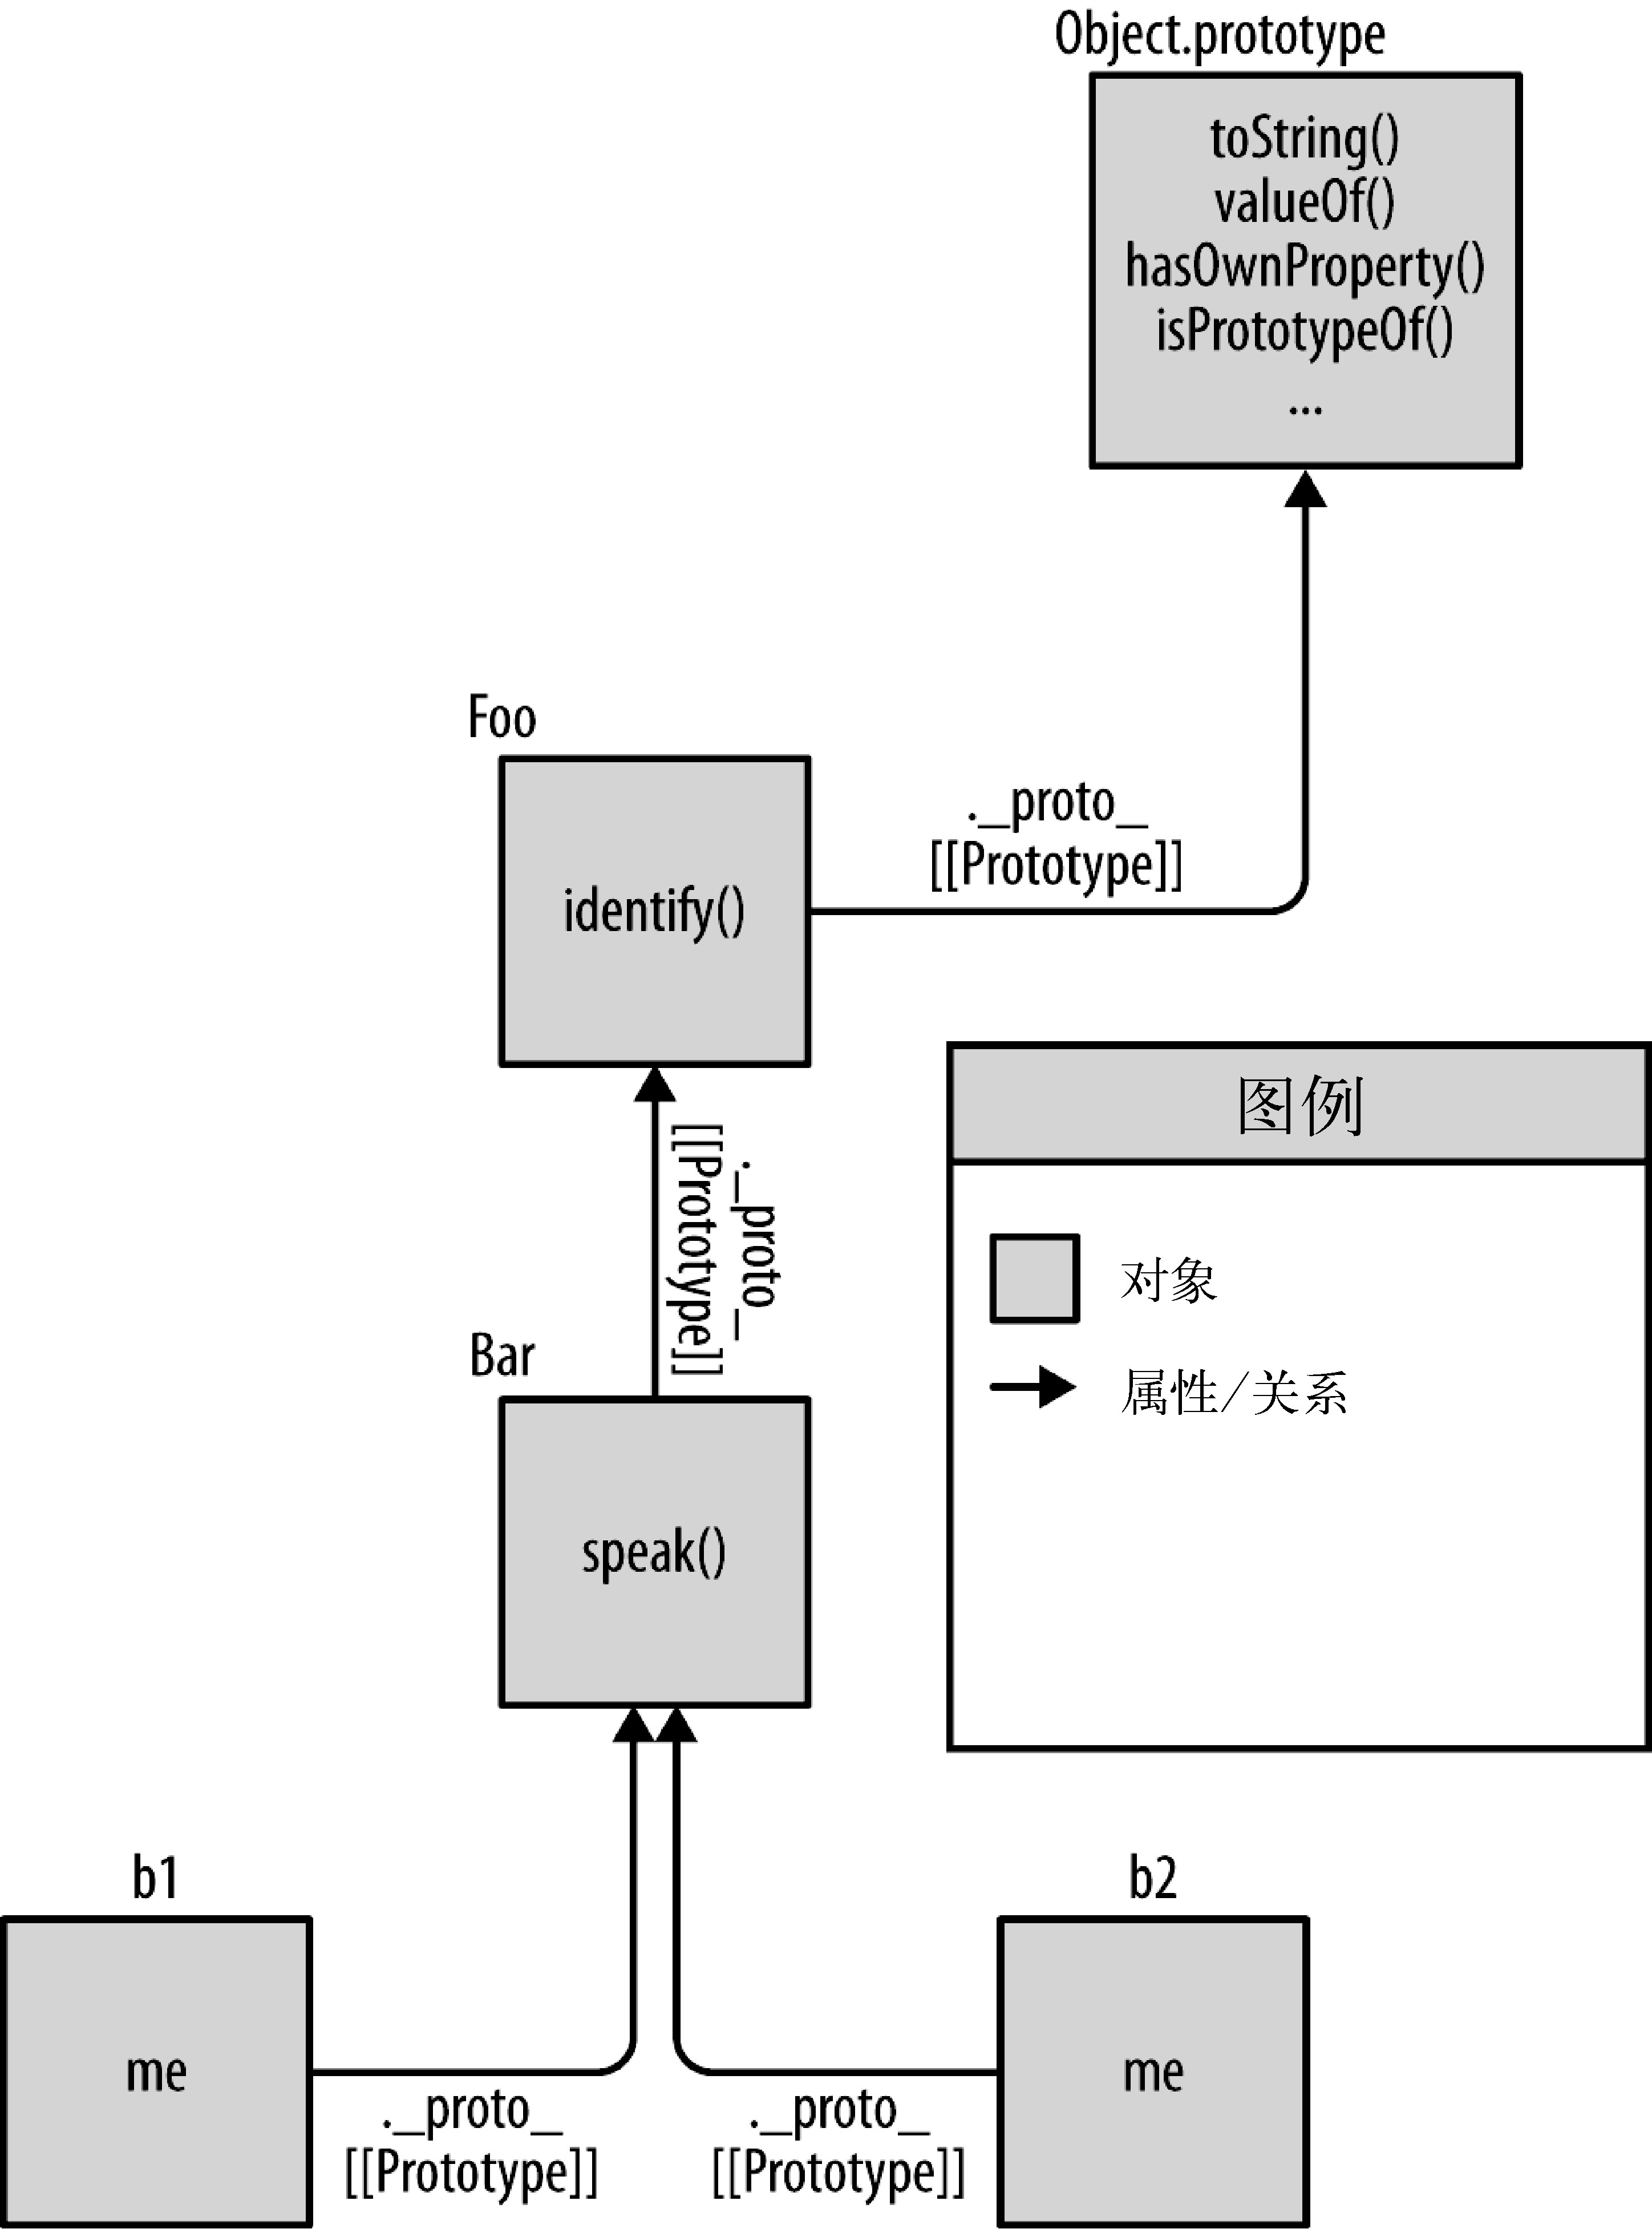 Object.prototype
toString()
valueOf()
hasOwnProperty()
isPrototypeOf()
...
Foo
identify()
._proto_
[[Prototype]]
._proto_
[[Prototype]]
图例
对象
属性/关系
Bar
speak()
b1
me
b2
me
._proto_
[[Prototype]]
._proto_
[[Prototype]]